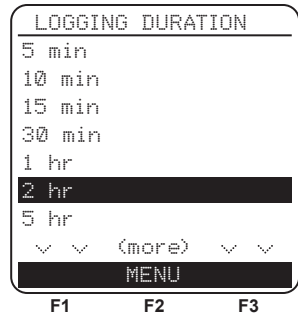 LOGGING DURATION
5 min
10 min
15 min
30 min
1 hr
2 hr
5 hr
(more)
MENU
F1 F2 F3